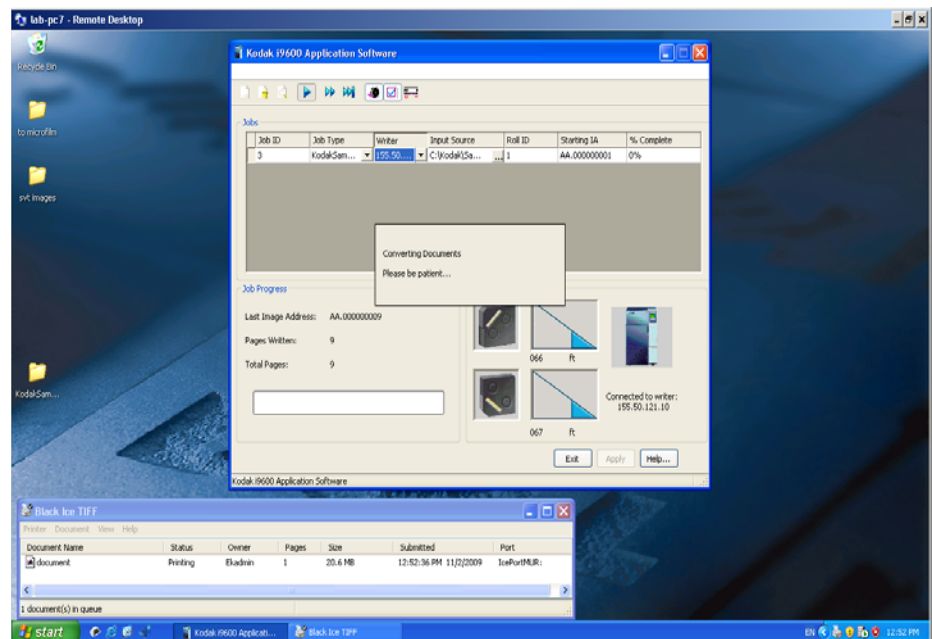 lab-pc7 - Remote Desktop
Recycle Bin
to microfilm
svt images
KodakSam...
Kodak i9600 Application Software
Jobs
Job ID Job Type Writer Input Source Roll ID Starting IA % Complete
3 KodakSam... 155.50.... C:\Kodak\Sa... ... 1 AA.000000001 0%
Converting Documents
Please be patient...
Job Progress
Last Image Address: AA.000000009
Pages Written: 9
Total Pages: 9
066 ft
067 ft
Connected to writer:
155.50.121.10
Exit Apply Help...
Kodak i9600 Application Software
Black Ice TIFF
Printer Document View Help
Document Name Status Owner Pages Size Submitted Port
document Printing Ekadmin 1 20.6 MB 12:52:36 PM 11/2/2009 IcePortMUR:
1 document(s) in queue
start Kodak i9600 Applicati... Black Ice TIFF EN 12:52 PM